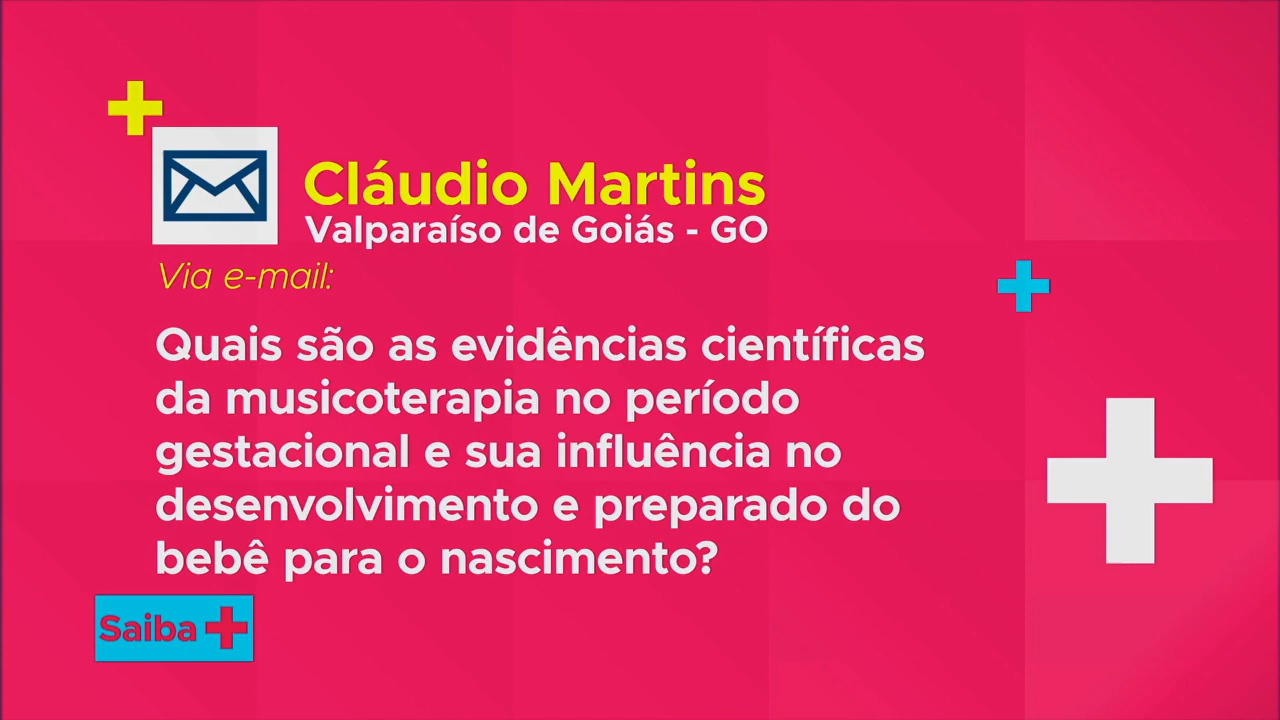 Cláudio Martins
Valparaíso de Goiás - GO
Via e-mail:
Quais são as evidências científicas
da musicoterapia no período
gestacional e sua influência no
desenvolvimento e preparado do
bebê para o nascimento?
Saiba+